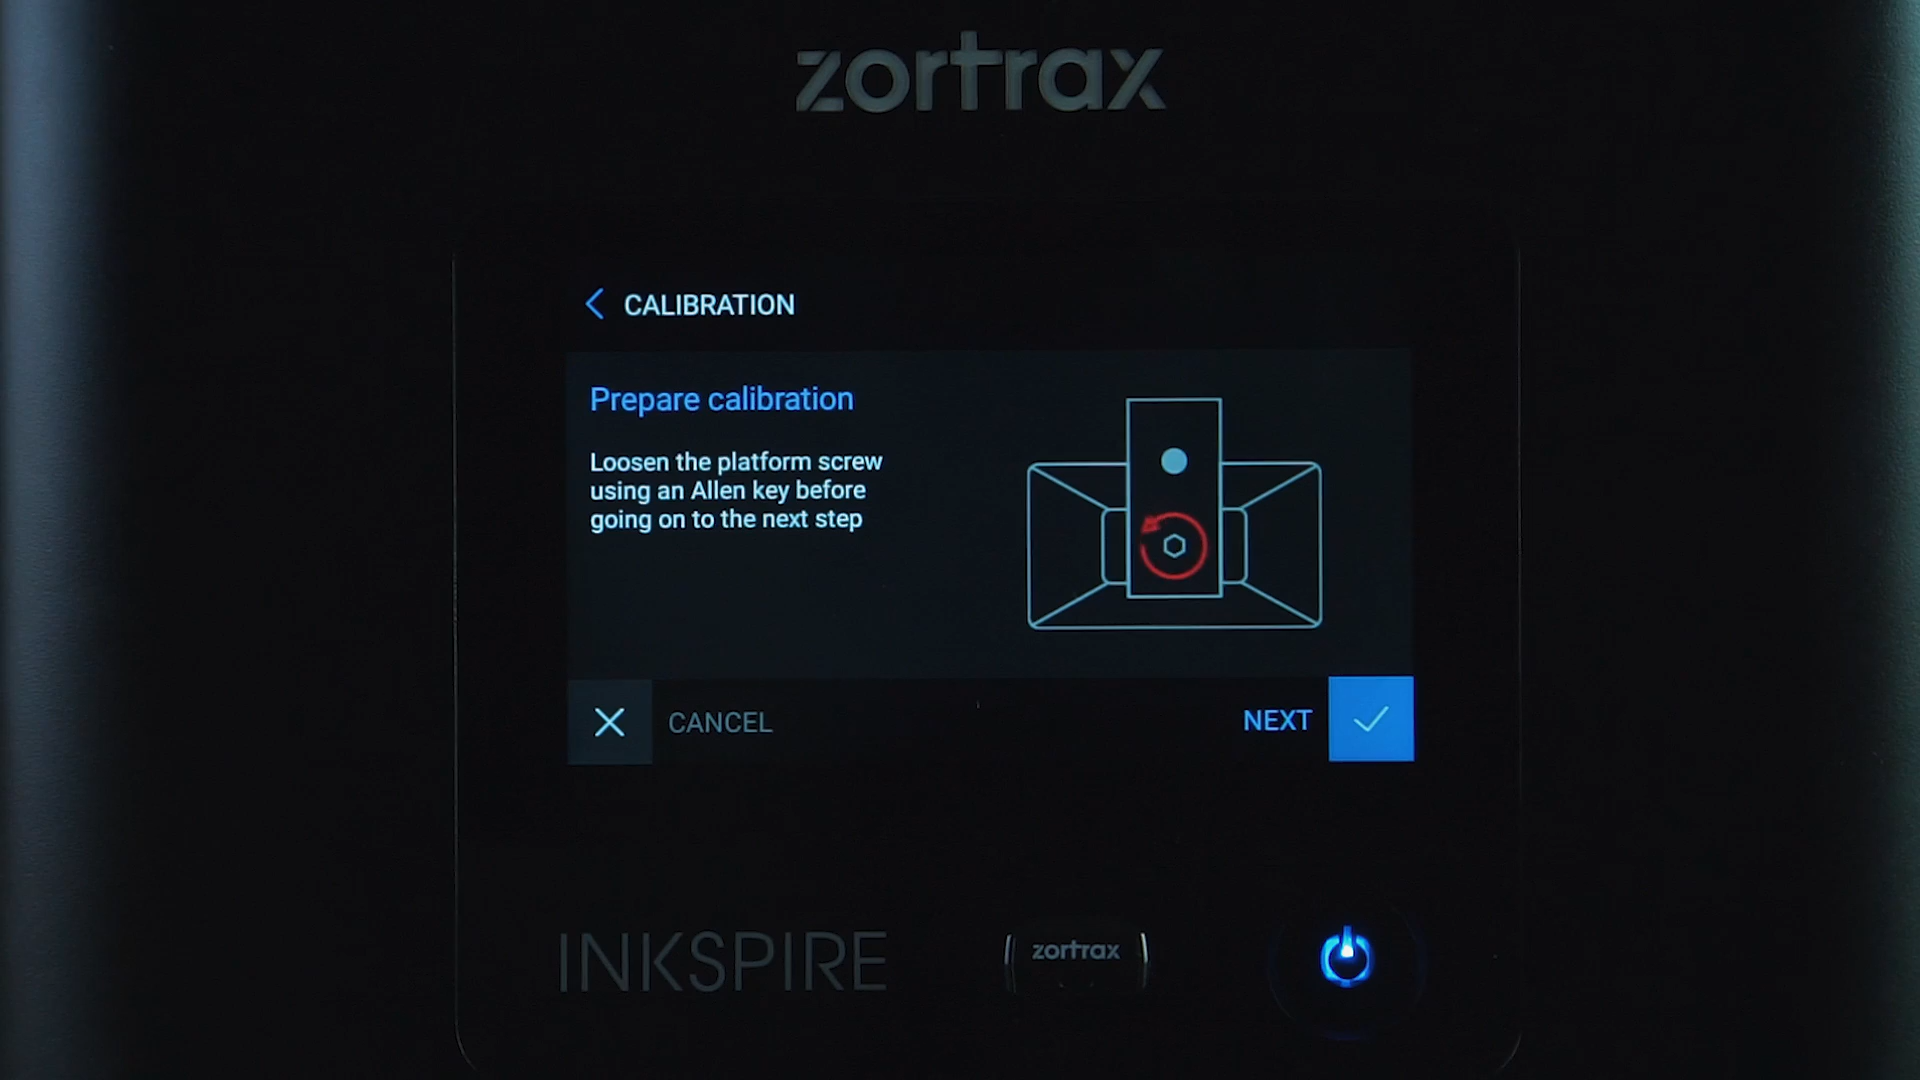 zortrax
CALIBRATION
Prepare calibration
Loosen the platform screw
using an Allen key before
going on to the next step
CANCEL
NEXT
INKSPIRE
zortrax